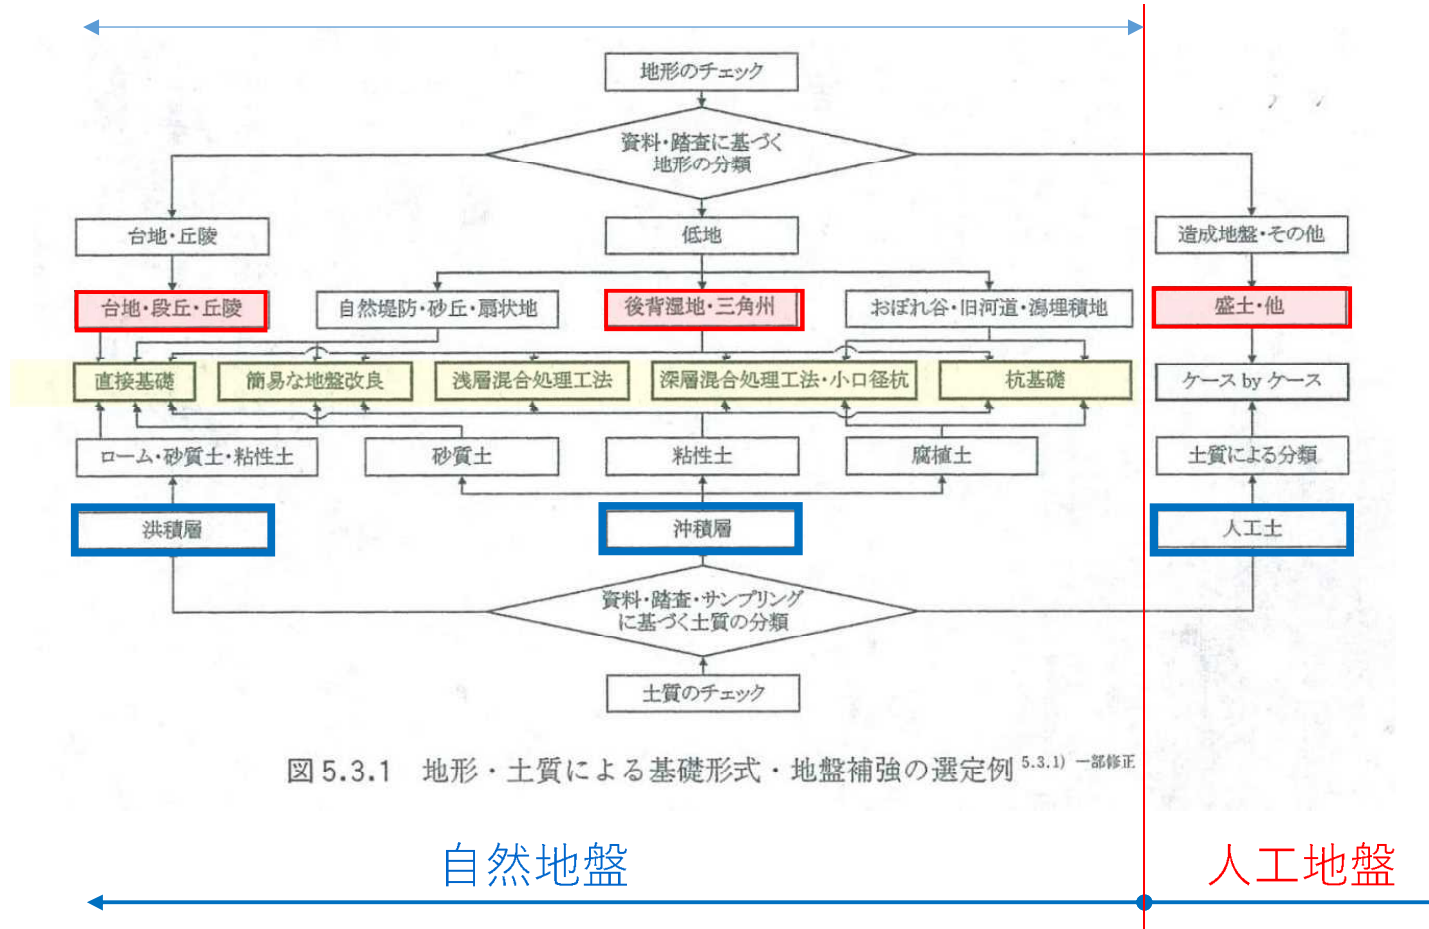 地形のチェック
資料・踏査に基づく
地形の分類
台地・丘陵
低地
造成地盤・その他
台地・段丘・丘陵
自然堤防・砂丘・扇状地
後背湿地・三角州
おぼれ谷・旧河道・潟埋積地
盛土・他
直接基礎
簡易な地盤改良
浅層混合処理工法
深層混合処理工法・小口径杭
杭基礎
ケース by ケース
ローム・砂質土・粘性土
砂質土
粘性土
腐植土
土質による分類
洪積層
沖積層
人工土
資料・踏査・サンプリング
に基づく土質の分類
土質のチェック
図 5.3.1 地形・土質による基礎形式・地盤補強の選定例 5.3.1) 一部修正
自然地盤
人工地盤